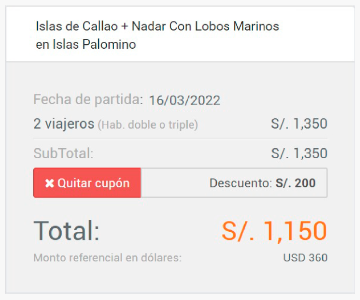 Islas de Callao + Nadar Con Lobos Marinos
en Islas Palomino
Fecha de partida: 16/03/2022
2 viajeros (Hab. doble o triple) S/. 1,350
SubTotal: S/. 1,350
✖ Quitar cupón Descuento: S/. 200
Total: S/. 1,150
Monto referencial en dólares: USD 360